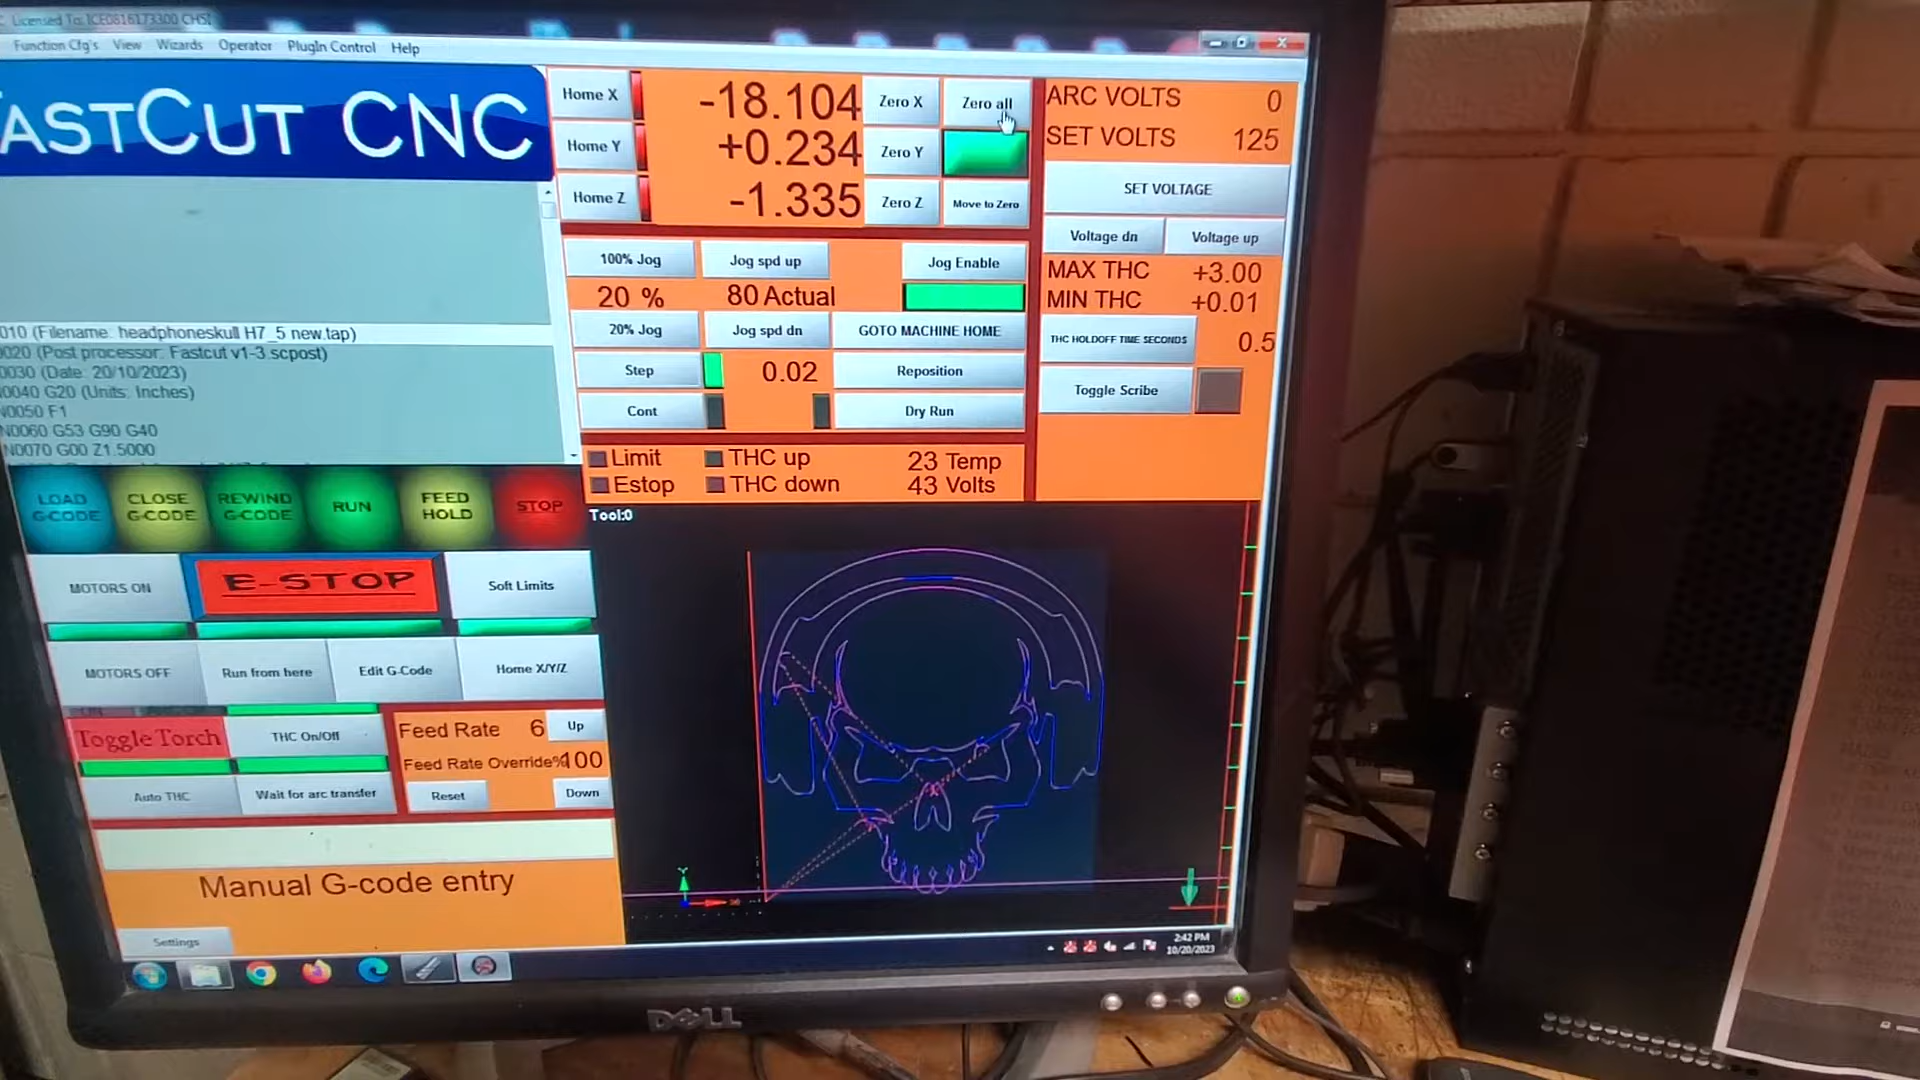 Licensed To: ICE0816173300 CHSI
Function Cfg's View Wizards Operator PlugIn Control Help
ASTCUT CNC
Home X -18.104 Zero X Zero all
Home Y +0.234 Zero Y
Home Z -1.335 Zero Z Move to Zero
ARC VOLTS 0
SET VOLTS 125
SET VOLTAGE
Voltage dn Voltage up
MAX THC +3.00
MIN THC +0.01
THC HOLDOFF TIME SECONDS 0.5
Toggle Scribe
100% Jog Jog spd up Jog Enable
20 % 80 Actual
20% Jog Jog spd dn GOTO MACHINE HOME
Step 0.02 Reposition
Cont Dry Run
Limit THC up 23 Temp
Estop THC down 43 Volts
010 (Filename: headphoneskull H7_5 new.tap)
0020 (Post processor: Fastcut v1-3.scpost)
0030 (Date: 20/10/2023)
N0040 G20 (Units: Inches)
N0050 F1
N0060 G53 G90 G40
N0070 G00 Z1.5000
LOAD G-CODE
CLOSE G-CODE
REWIND G-CODE
RUN
FEED HOLD
STOP
Tool:0
MOTORS ON E-STOP Soft Limits
MOTORS OFF Run from here Edit G-Code Home X/Y/Z
Toggle Torch THC On/Off
Auto THC Wait for arc transfer
Feed Rate 6 Up
Feed Rate Override% 100
Reset Down
Manual G-code entry
Settings
Y
2:42 PM
10/20/2023
DELL